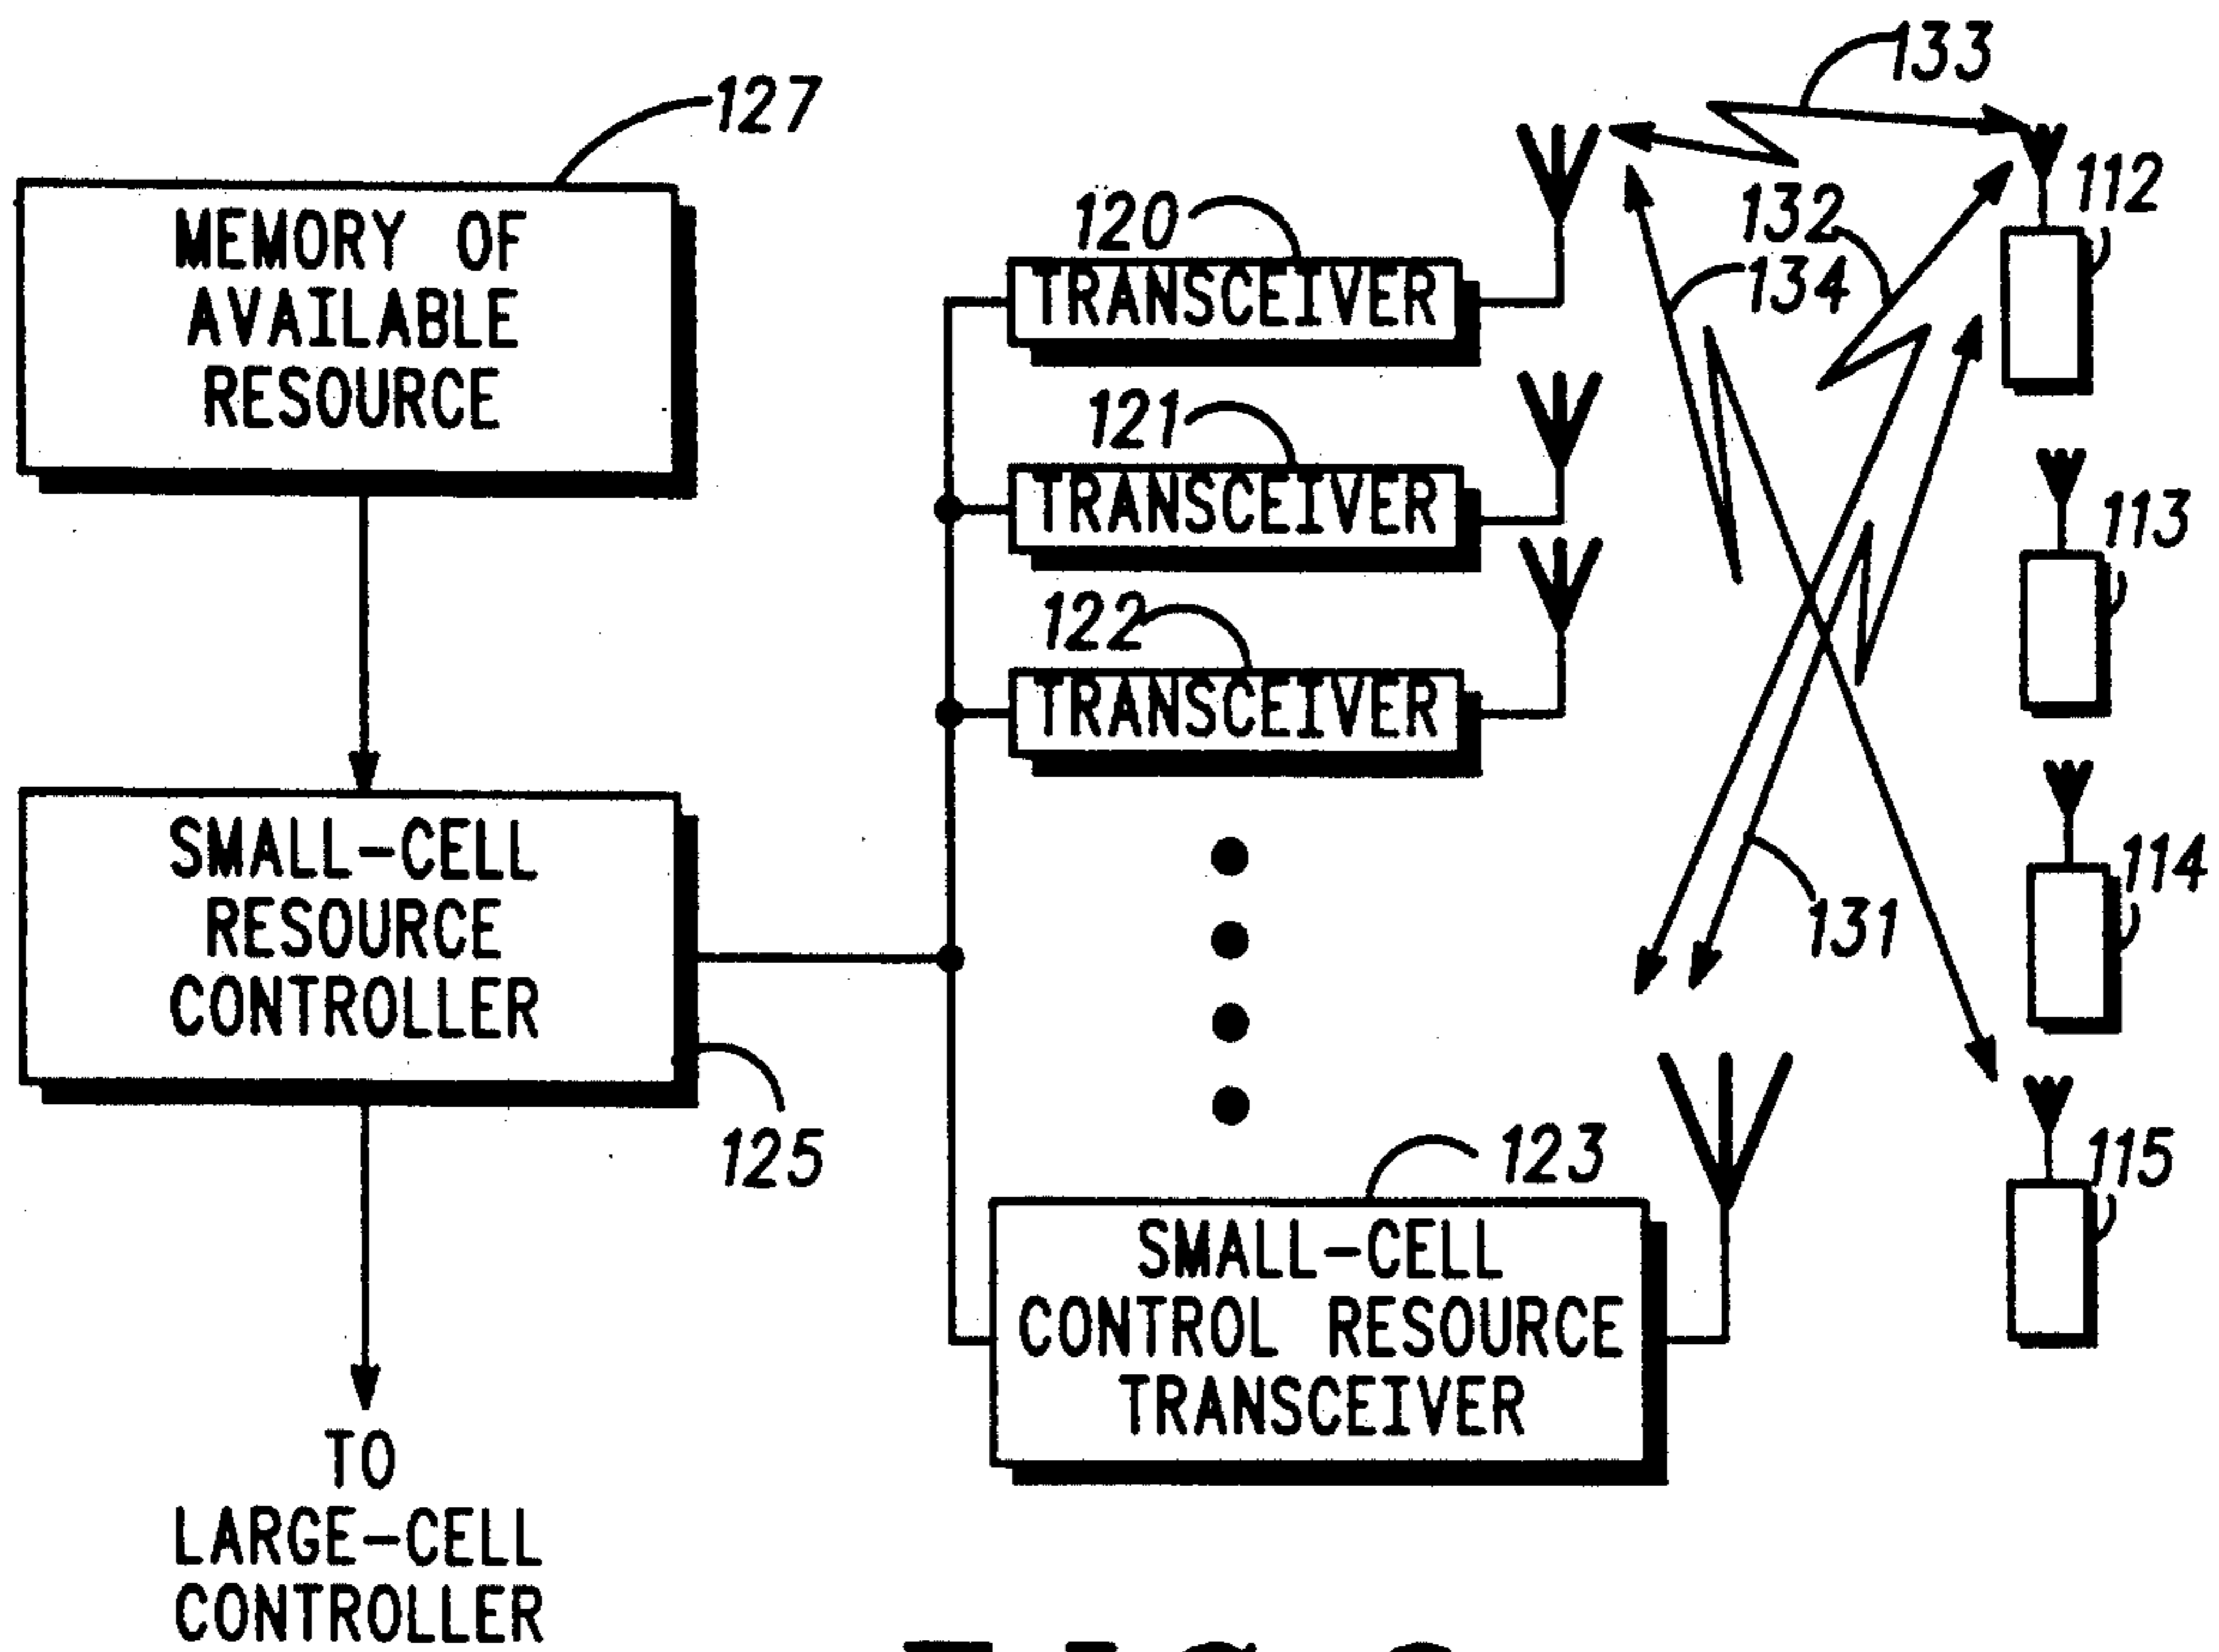 133
127
112
132
134
120
MEMORY OF
AVAILABLE
RESOURCE
TRANSCEIVER
121
TRANSCEIVER
113
122
TRANSCEIVER
114
SMALL-CELL
RESOURCE
CONTROLLER
131
125
123
115
SMALL-CELL
CONTROL RESOURCE
TRANSCEIVER
TO
LARGE-CELL
CONTROLLER